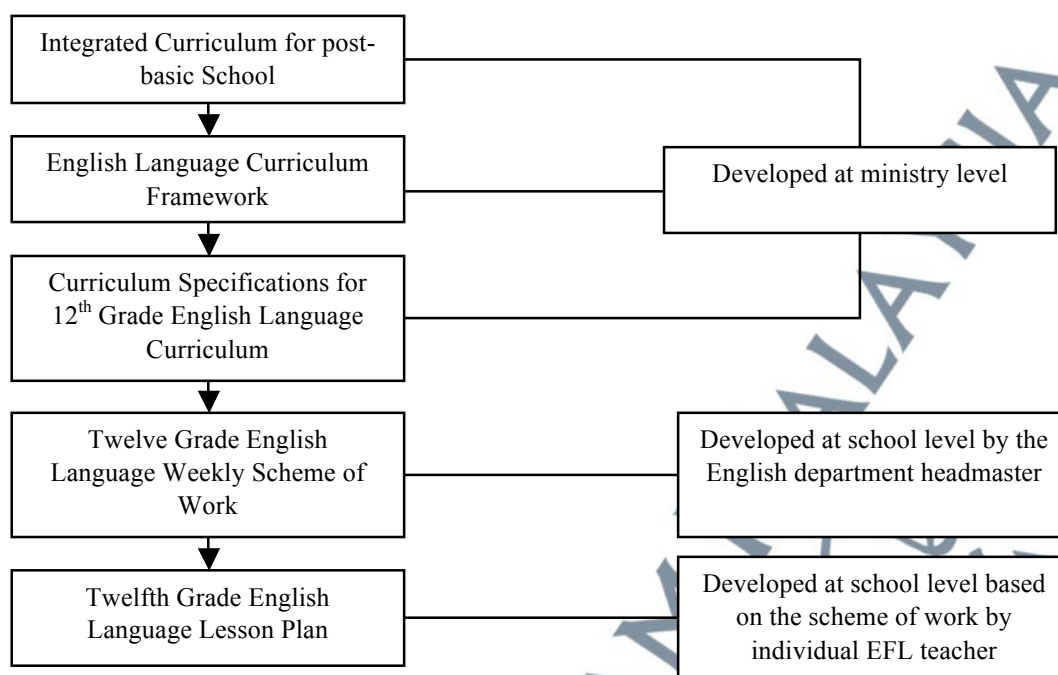 Integrated Curriculum for post-
basic School
English Language Curriculum
Framework
Developed at ministry level
Curriculum Specifications for
12th Grade English Language
Curriculum
Twelve Grade English
Language Weekly Scheme of
Work
Developed at school level by the
English department headmaster
Twelfth Grade English
Language Lesson Plan
Developed at school level based
on the scheme of work by
individual EFL teacher